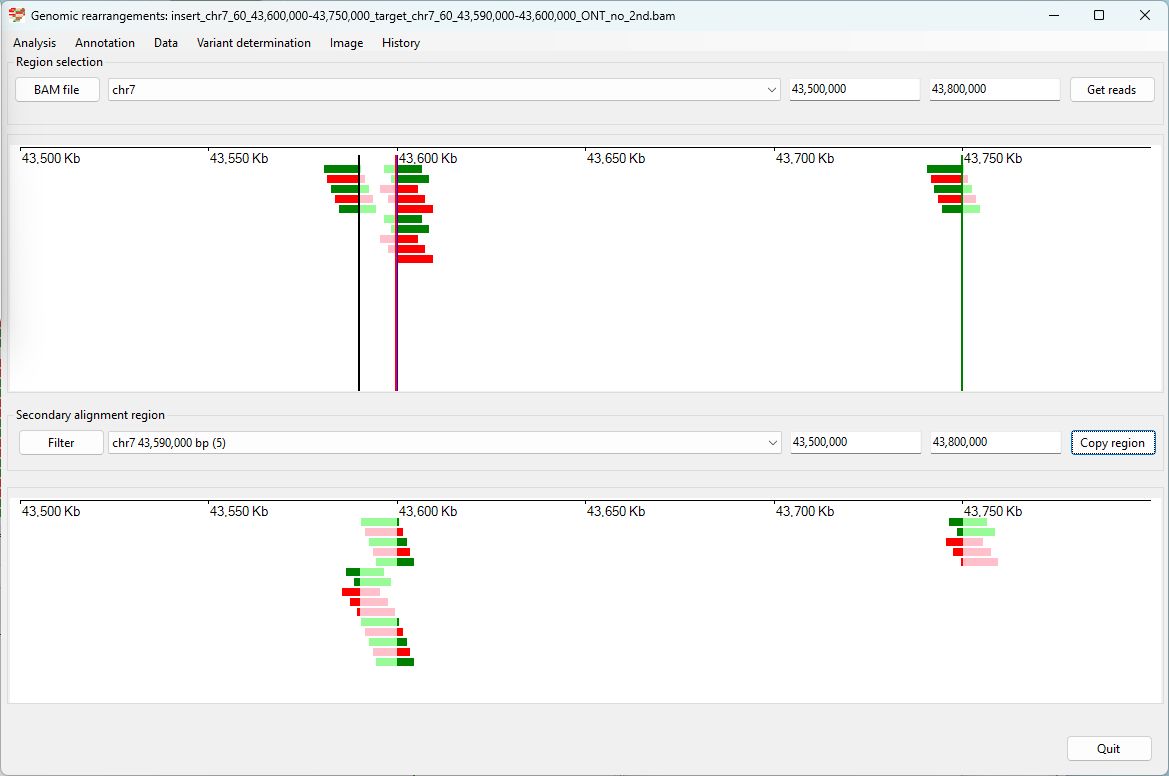 Genomic rearrangements: insert_chr7_60_43,600,000-43,750,000_target_chr7_60_43,590,000-43,600,000_ONT_no_2nd.bam
Analysis Annotation Data Variant determination Image History
Region selection
BAM file chr7 43,500,000 43,800,000 Get reads
43,500 Kb 43,550 Kb 43,600 Kb 43,650 Kb 43,700 Kb 43,750 Kb
Secondary alignment region
Filter chr7 43,590,000 bp (5) 43,500,000 43,800,000 Copy region
43,500 Kb 43,550 Kb 43,600 Kb 43,650 Kb 43,700 Kb 43,750 Kb
Quit